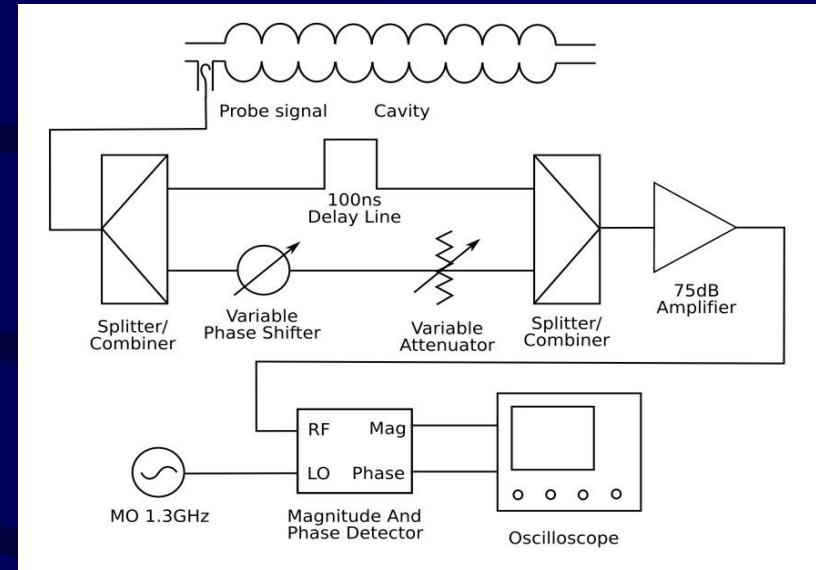 Probe signal
Cavity
100ns
Delay Line
Splitter/
Combiner
Variable
Phase Shifter
Variable
Attenuator
Splitter/
Combiner
75dB
Amplifier
RF
Mag
LO
Phase
MO 1.3GHz
Magnitude And
Phase Detector
Oscilloscope